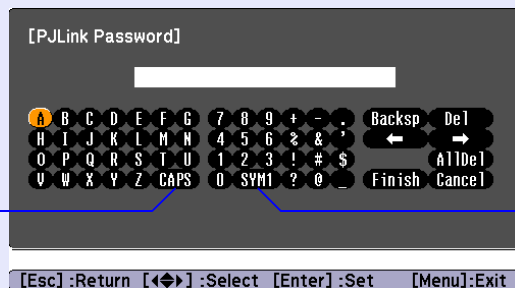 [PJLink Password]
A B C D E F G 7 8 9 + - . Backsp Del
H I J K L M N 4 5 6 % & ' ← →
O P Q R S T U 1 2 3 ! # $ AllDel
V W X Y Z CAPS 0 SYM1 ? @ _ Finish Cancel
[Esc] :Return [◀◆▶] :Select [Enter] :Set [Menu]:Exit